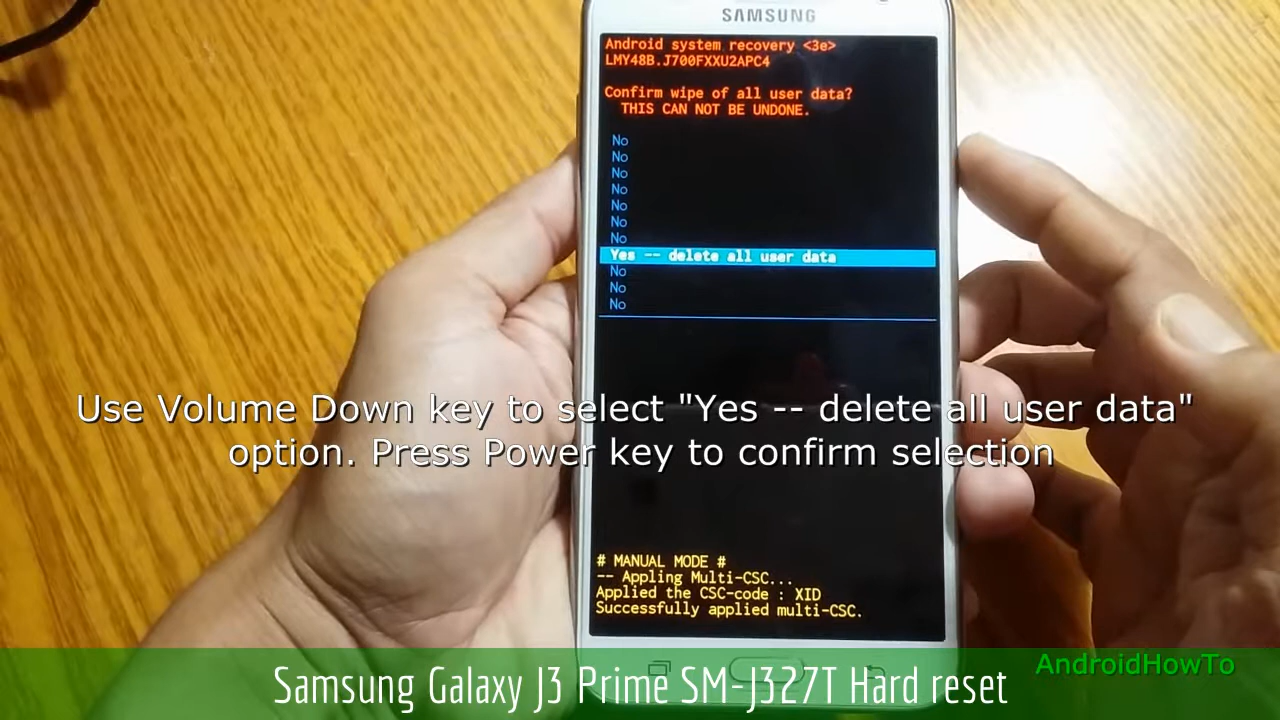 SAMSUNG
Android system recovery <3e>
LMY48B.J700FXXU2APC4
Confirm wipe of all user data?
THIS CAN NOT BE UNDONE.
No
No
No
No
No
No
No
Yes -- delete all user data
No
No
No
Use Volume Down key to select "Yes -- delete all user data"
option. Press Power key to confirm selection
# MANUAL MODE #
-- Appling Multi-CSC...
Applied the CSC-code : XID
Successfully applied multi-CSC.
AndroidHowTo
Samsung Galaxy J3 Prime SM-J327T Hard reset